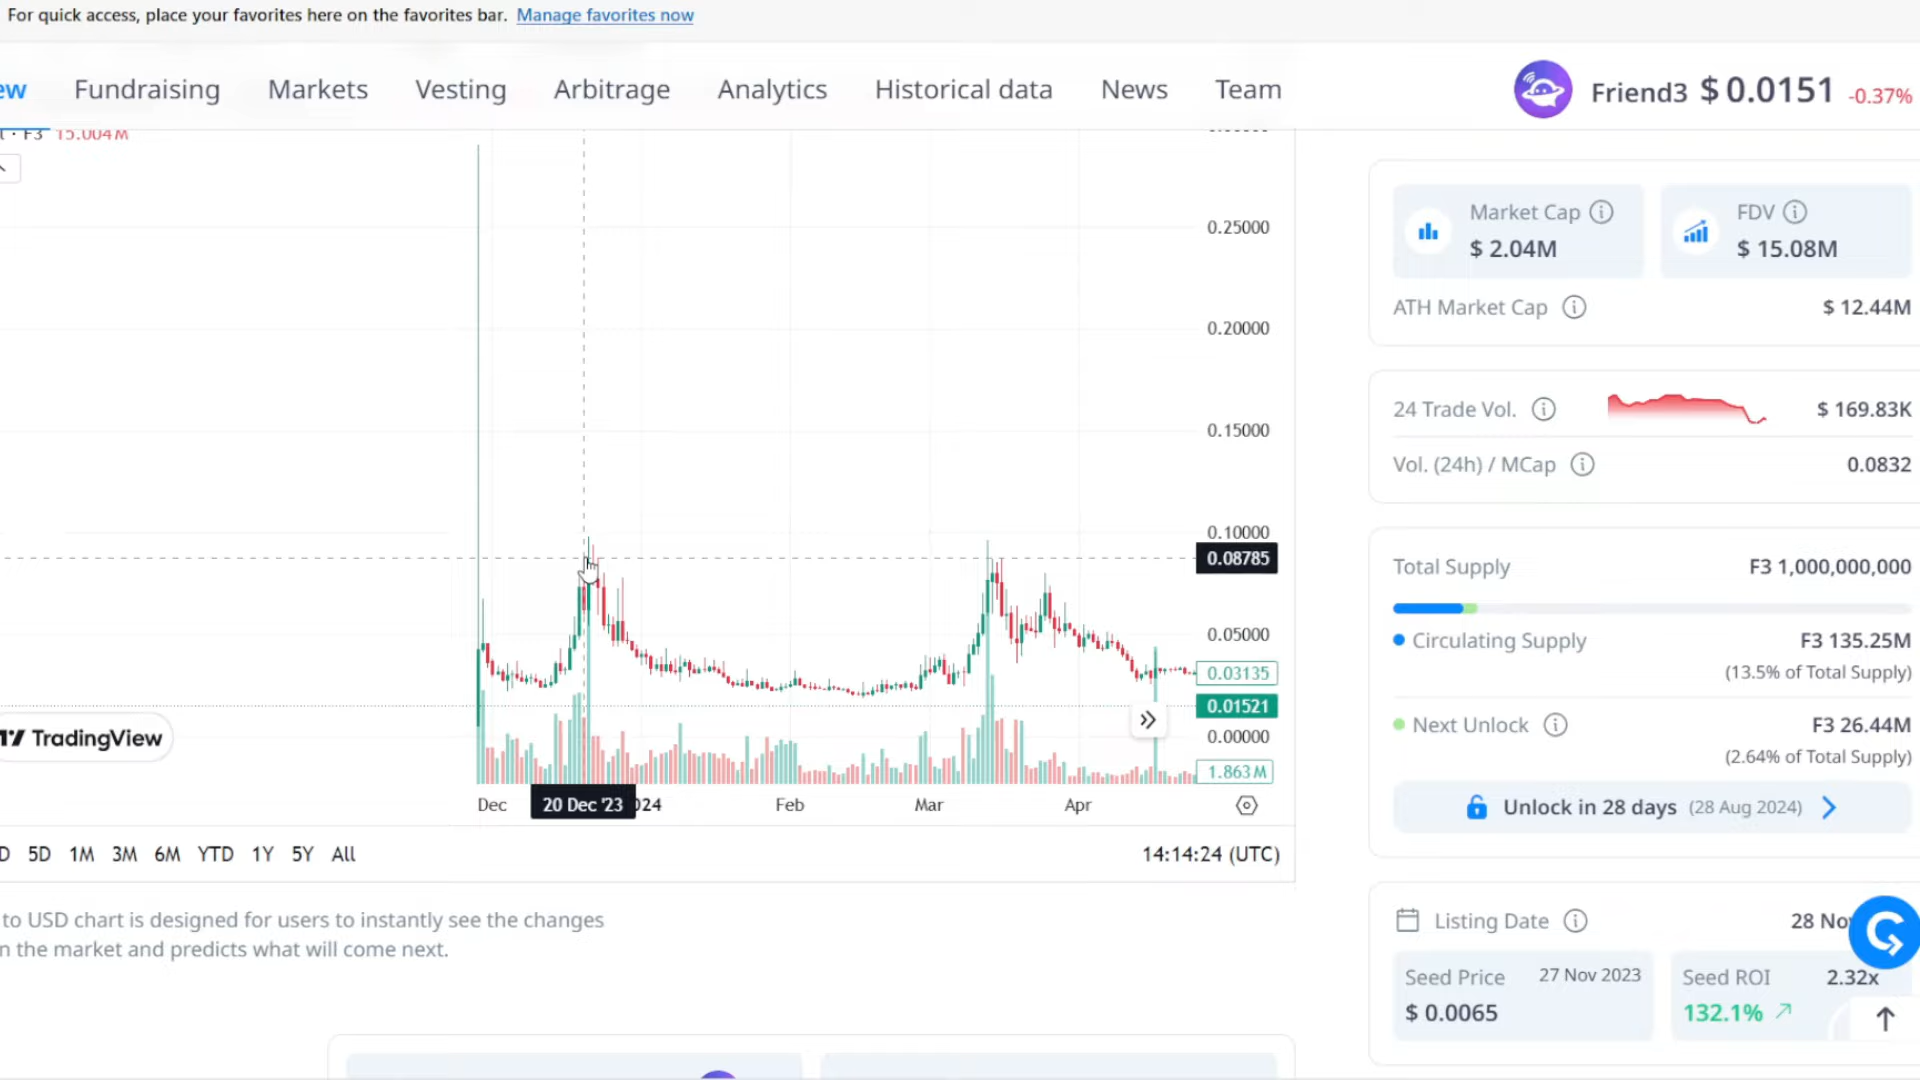 For quick access, place your favorites here on the favorites bar. Manage favorites now
ew Fundraising Markets Vesting Arbitrage Analytics Historical data News Team
Friend3 $ 0.0151 -0.37%
F3 15.004M
0.25000
0.20000
0.15000
0.10000
0.08785
0.05000
0.03135
0.01521
0.00000
1.863 M
TradingView
Dec 20 Dec '23 024 Feb Mar Apr
D 5D 1M 3M 6M YTD 1Y 5Y All
14:14:24 (UTC)
to USD chart is designed for users to instantly see the changes
n the market and predicts what will come next.
Market Cap
$ 2.04M
FDV
$ 15.08M
ATH Market Cap $ 12.44M
24 Trade Vol. $ 169.83K
Vol. (24h) / MCap 0.0832
Total Supply F3 1,000,000,000
Circulating Supply F3 135.25M
(13.5% of Total Supply)
Next Unlock F3 26.44M
(2.64% of Total Supply)
Unlock in 28 days (28 Aug 2024)
Listing Date 28 No
Seed Price 27 Nov 2023
$ 0.0065
Seed ROI 2.32x
132.1%